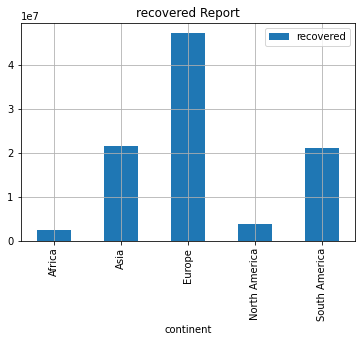 recovered Report
1e7
recovered
4
3
2
1
0
Africa
Asia
Europe
North America
South America
continent